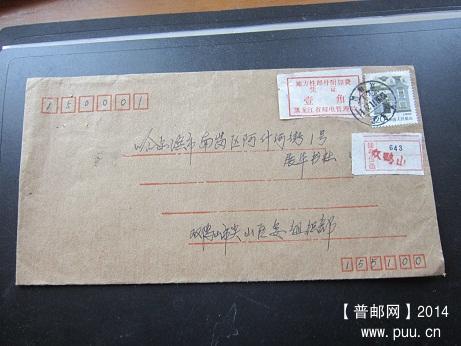 150001
地方性邮件附加费
凭证
壹角
黑龙江省邮电管理局
哈尔滨市南岗区阿什河街1号
643
双鸭山
双鸭山市尖山区委组织部
155100
【普邮网】2014
www.puu.cn